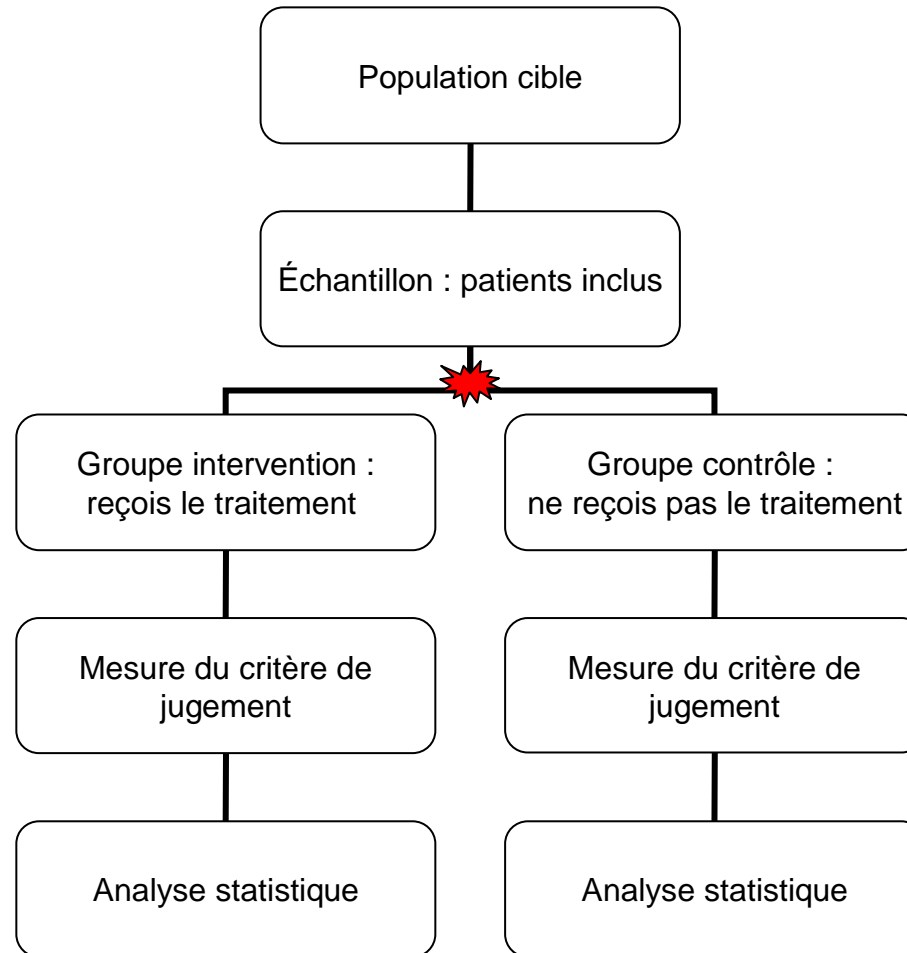 Population cible
Échantillon : patients inclus
Groupe intervention :
reçois le traitement
Groupe contrôle :
ne reçois pas le traitement
Mesure du critère de
jugement
Mesure du critère de
jugement
Analyse statistique
Analyse statistique